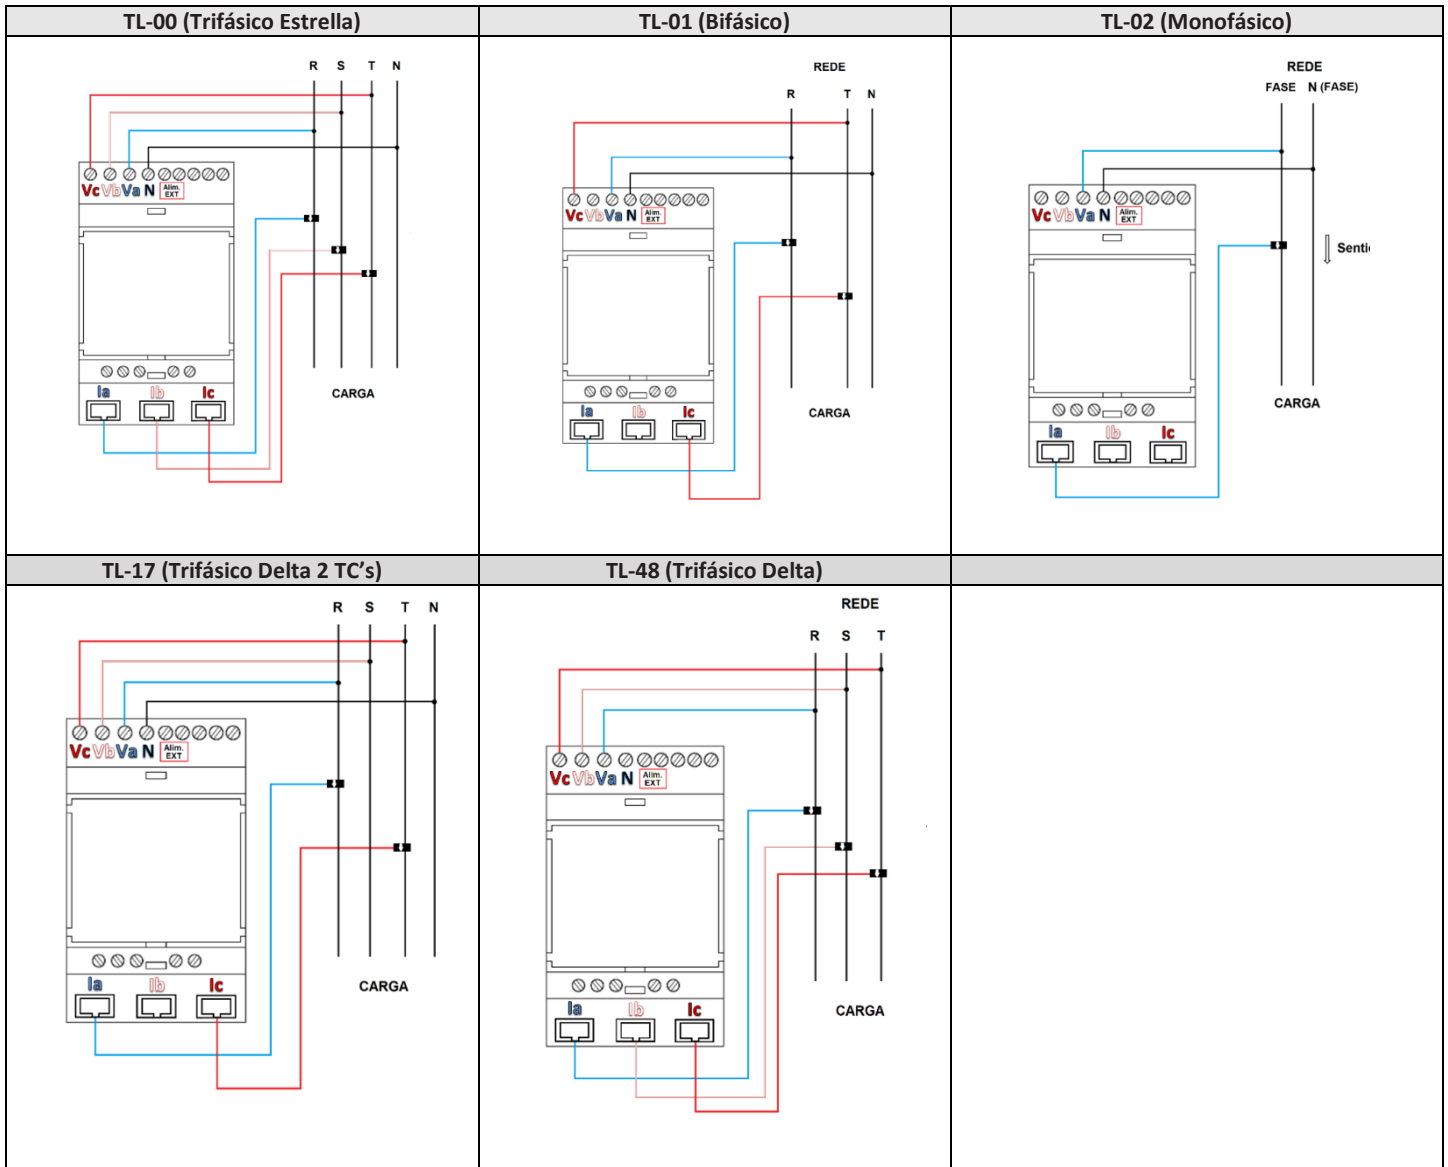 TL-00 (Trifásico Estrella)
TL-01 (Bifásico)
TL-02 (Monofásico)
R S T N
Vc Vb Va N Alim. EXT
Ia Ib Ic
CARGA
REDE
R T N
Vc Vb Va N Alim. EXT
Ia Ib Ic
CARGA
REDE
FASE N (FASE)
Vc Vb Va N Alim. EXT
Senti
Ia Ib Ic
CARGA
TL-17 (Trifásico Delta 2 TC’s)
TL-48 (Trifásico Delta)
R S T N
Vc Vb Va N Alim. EXT
Ia Ib Ic
CARGA
REDE
R S T
Vc Vb Va N Alim. EXT
Ia Ib Ic
CARGA